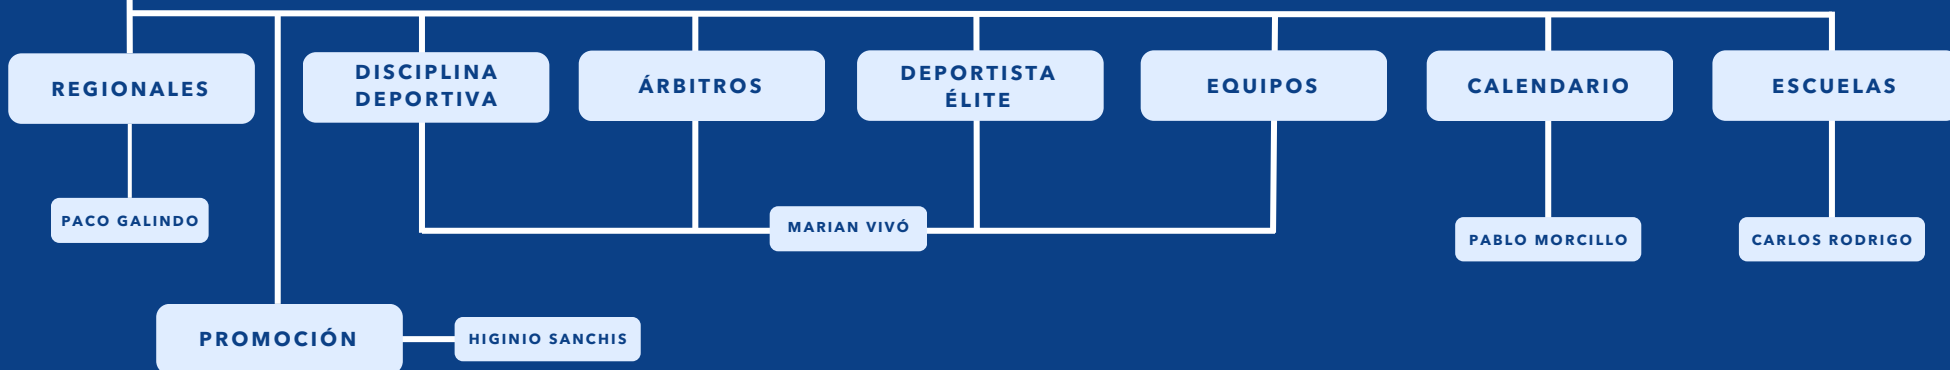 REGIONALES
DISCIPLINA
DEPORTIVA
ÁRBITROS
DEPORTISTA
ÉLITE
EQUIPOS
CALENDARIO
ESCUELAS
PACO GALINDO
MARIAN VIVÓ
PABLO MORCILLO
CARLOS RODRIGO
PROMOCIÓN
HIGINIO SANCHIS